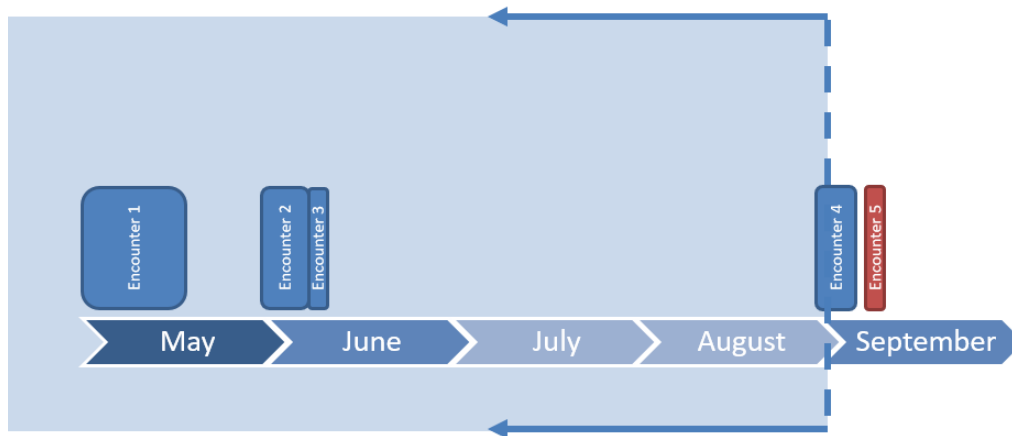 Encounter 1
Encounter 2
Encounter 3
Encounter 4
Encounter 5
May
June
July
August
September